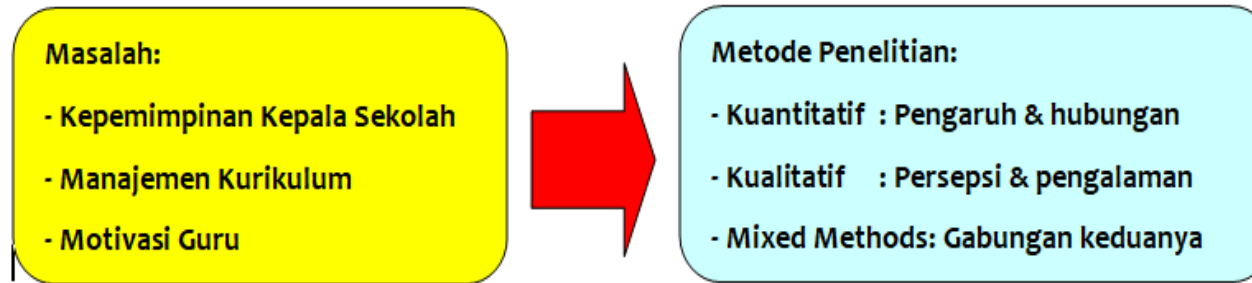 Masalah:
- Kepemimpinan Kepala Sekolah
- Manajemen Kurikulum
- Motivasi Guru
Metode Penelitian:
- Kuantitatif : Pengaruh & hubungan
- Kualitatif : Persepsi & pengalaman
- Mixed Methods: Gabungan keduanya